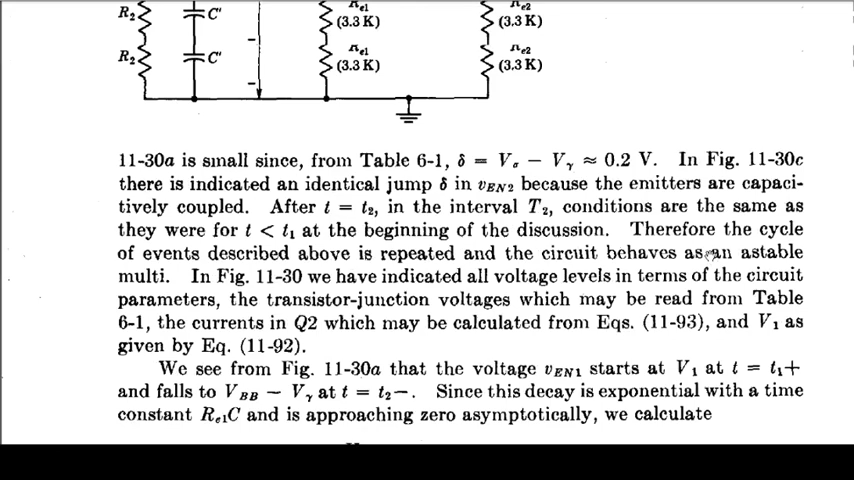 R₂ C' (3.3 K) (3.3 K)
R₂ C' Rₑ₁ (3.3 K) Rₑ₂ (3.3 K)
11-30a is small since, from Table 6-1, δ = V_σ − V_γ ≈ 0.2 V. In Fig. 11-30c
there is indicated an identical jump δ in v_EN2 because the emitters are capaci-
tively coupled. After t = t₂, in the interval T₂, conditions are the same as
they were for t < t₁ at the beginning of the discussion. Therefore the cycle
of events described above is repeated and the circuit behaves as an astable
multi. In Fig. 11-30 we have indicated all voltage levels in terms of the circuit
parameters, the transistor-junction voltages which may be read from Table
6-1, the currents in Q2 which may be calculated from Eqs. (11-93), and V₁ as
given by Eq. (11-92).
We see from Fig. 11-30a that the voltage v_EN1 starts at V₁ at t = t₁+
and falls to V_BB − V_γ at t = t₂−. Since this decay is exponential with a time
constant Rₑ₁C and is approaching zero asymptotically, we calculate